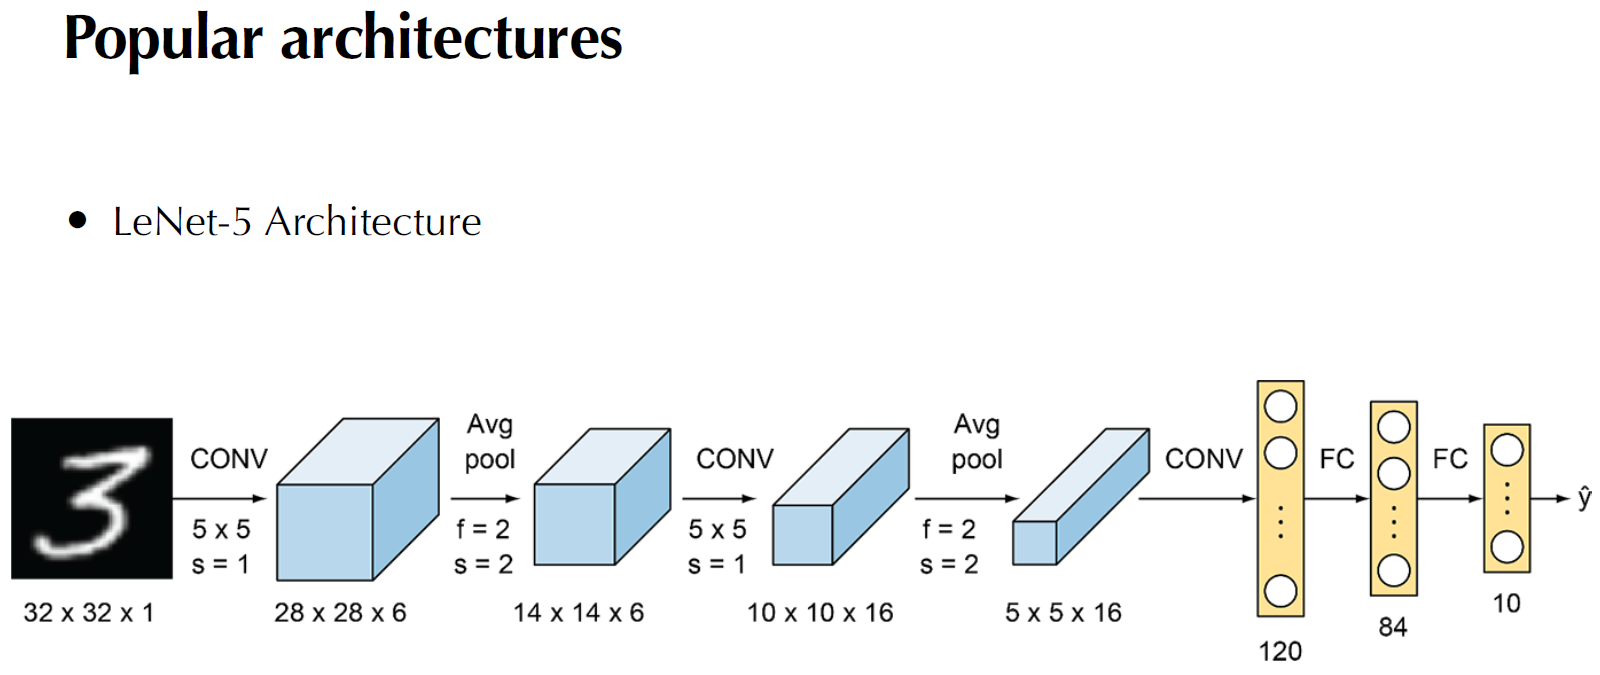 Popular architectures
• LeNet-5 Architecture
CONV
5 x 5
s = 1
Avg
pool
f = 2
s = 2
CONV
5 x 5
s = 1
Avg
pool
f = 2
s = 2
CONV
FC
FC
ŷ
32 x 32 x 1
28 x 28 x 6
14 x 14 x 6
10 x 10 x 16
5 x 5 x 16
120
84
10